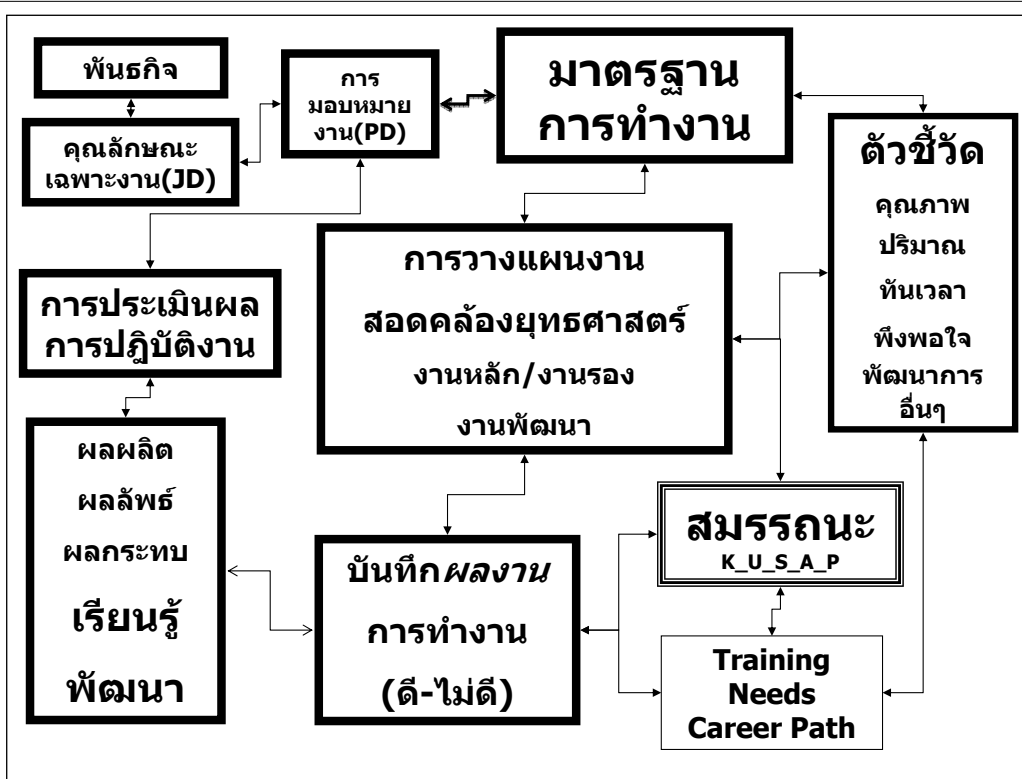 พันธกิจ
คุณลักษณะ
เฉพาะงาน(JD)
การ
มอบหมาย
งาน(PD)
มาตรฐาน
การทำงาน
ตัวชี้วัด
คุณภาพ
ปริมาณ
ทันเวลา
พึงพอใจ
พัฒนาการ
อื่นๆ
การวางแผนงาน
สอดคล้องยุทธศาสตร์
งานหลัก/งานรอง
งานพัฒนา
การประเมินผล
การปฎิบัติงาน
ผลผลิต
ผลลัพธ์
ผลกระทบ
เรียนรู้
พัฒนา
บันทึกผลงาน
การทำงาน
(ดี-ไม่ดี)
สมรรถนะ
K_U_S_A_P
Training
Needs
Career Path